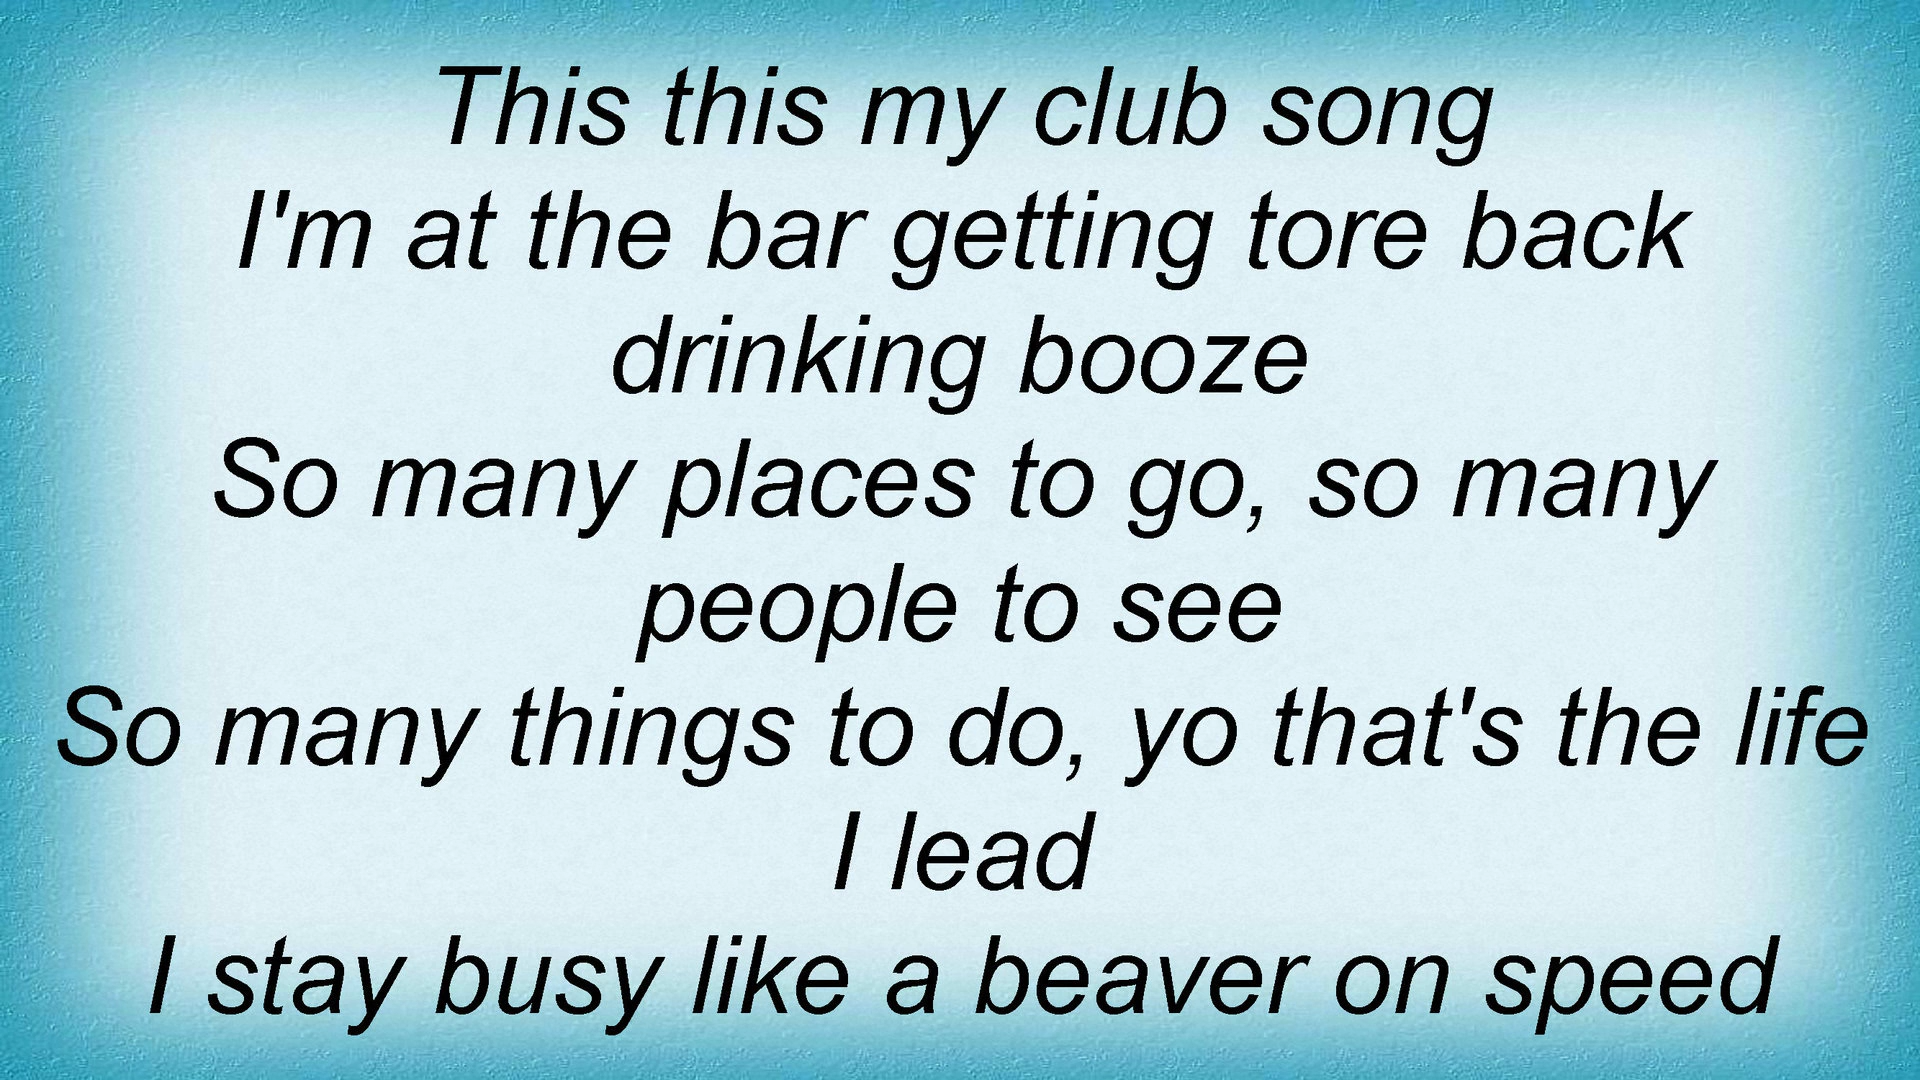 This this my club song
I'm at the bar getting tore back
drinking booze
So many places to go, so many
people to see
So many things to do, yo that's the life
I lead
I stay busy like a beaver on speed